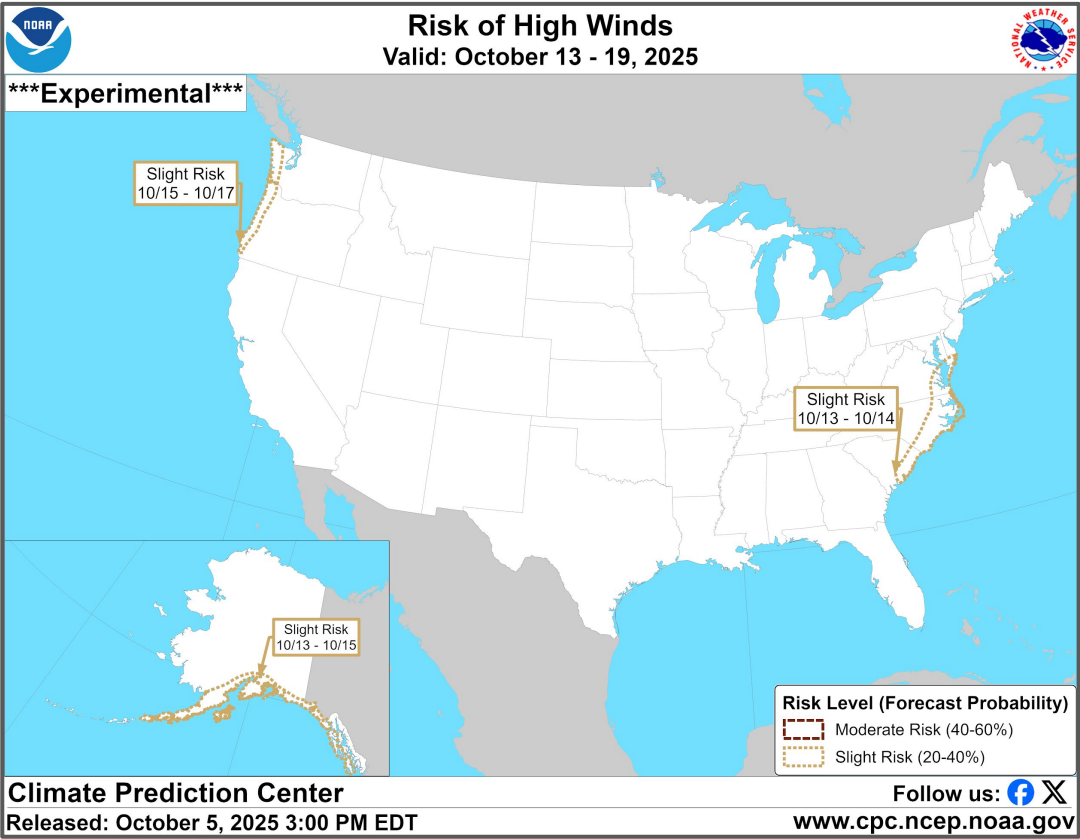 NOAA
Risk of High Winds
Valid: October 13 - 19, 2025
NATIONAL WEATHER SERVICE
***Experimental***
Slight Risk
10/15 - 10/17
Slight Risk
10/13 - 10/14
Slight Risk
10/13 - 10/15
Risk Level (Forecast Probability)
Moderate Risk (40-60%)
Slight Risk (20-40%)
Climate Prediction Center
Follow us:
Released: October 5, 2025 3:00 PM EDT
www.cpc.ncep.noaa.gov